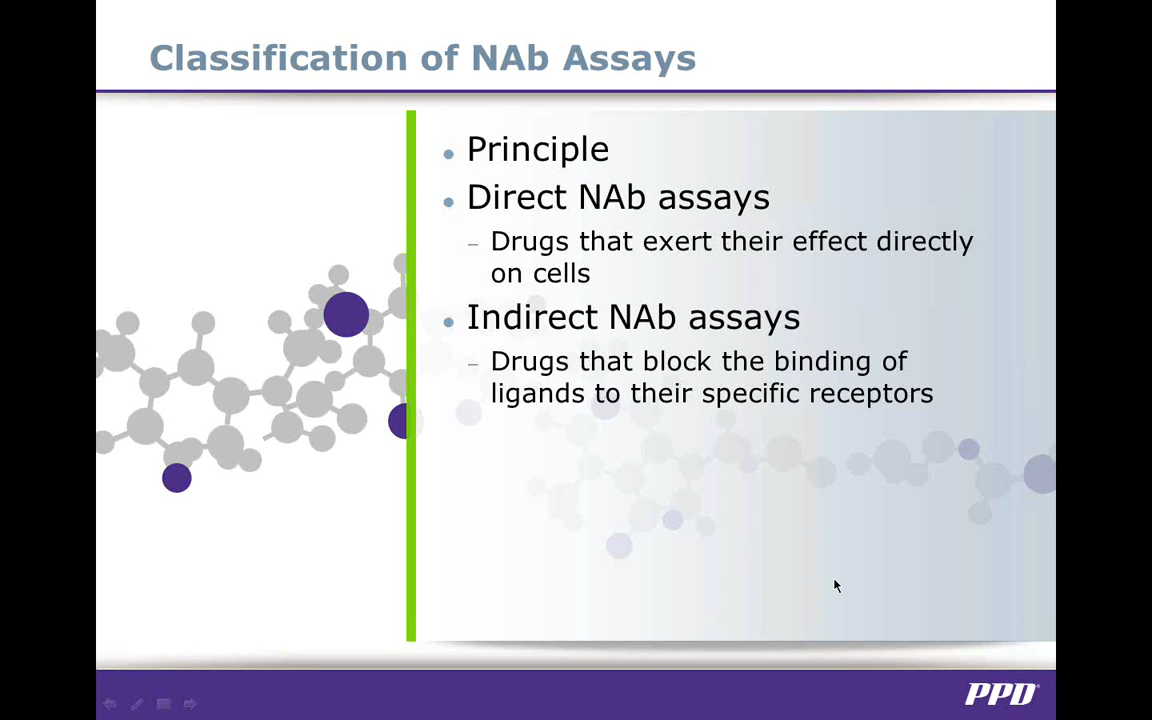 Classification of NAb Assays
• Principle
• Direct NAb assays
– Drugs that exert their effect directly
on cells
• Indirect NAb assays
– Drugs that block the binding of
ligands to their specific receptors
PPD®